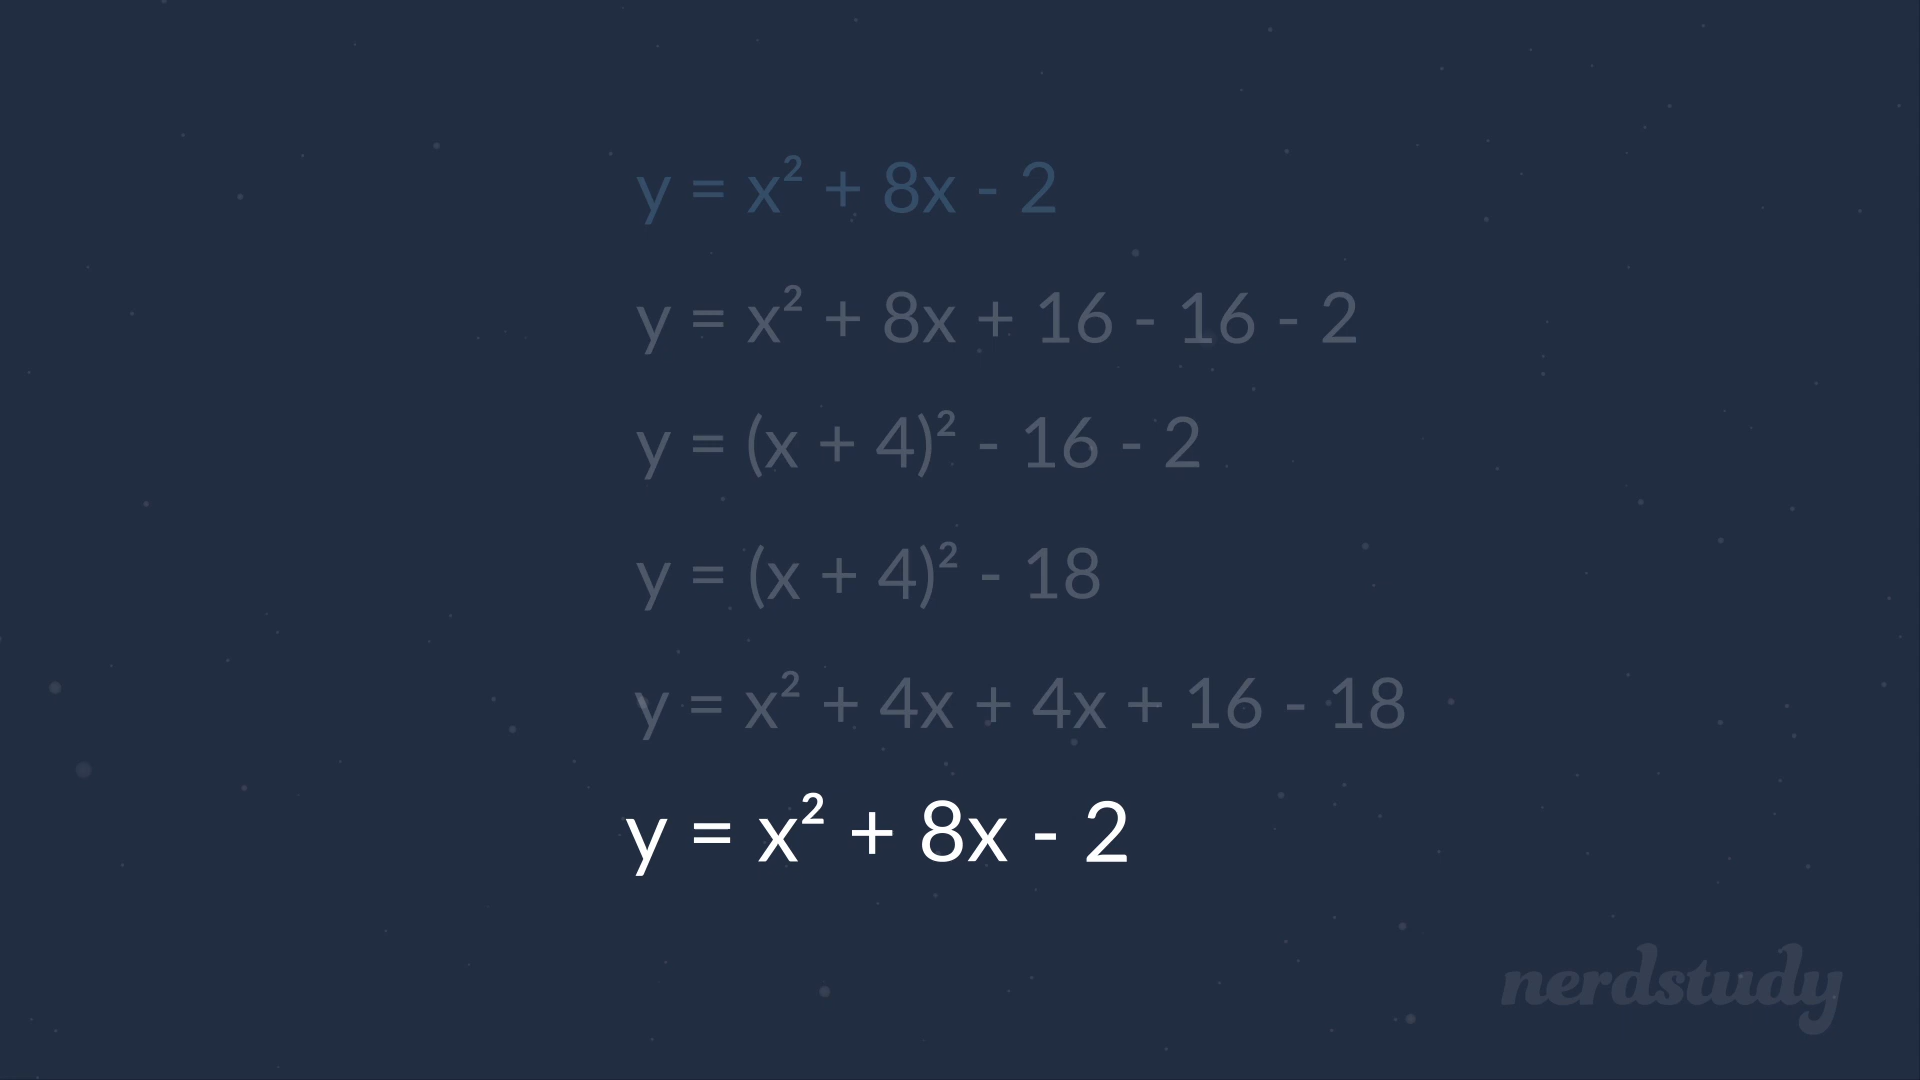 y = x² + 8x - 2
y = x² + 8x + 16 - 16 - 2
y = (x + 4)² - 16 - 2
y = (x + 4)² - 18
y = x² + 4x + 4x + 16 - 18
y = x² + 8x - 2
nerdstudy